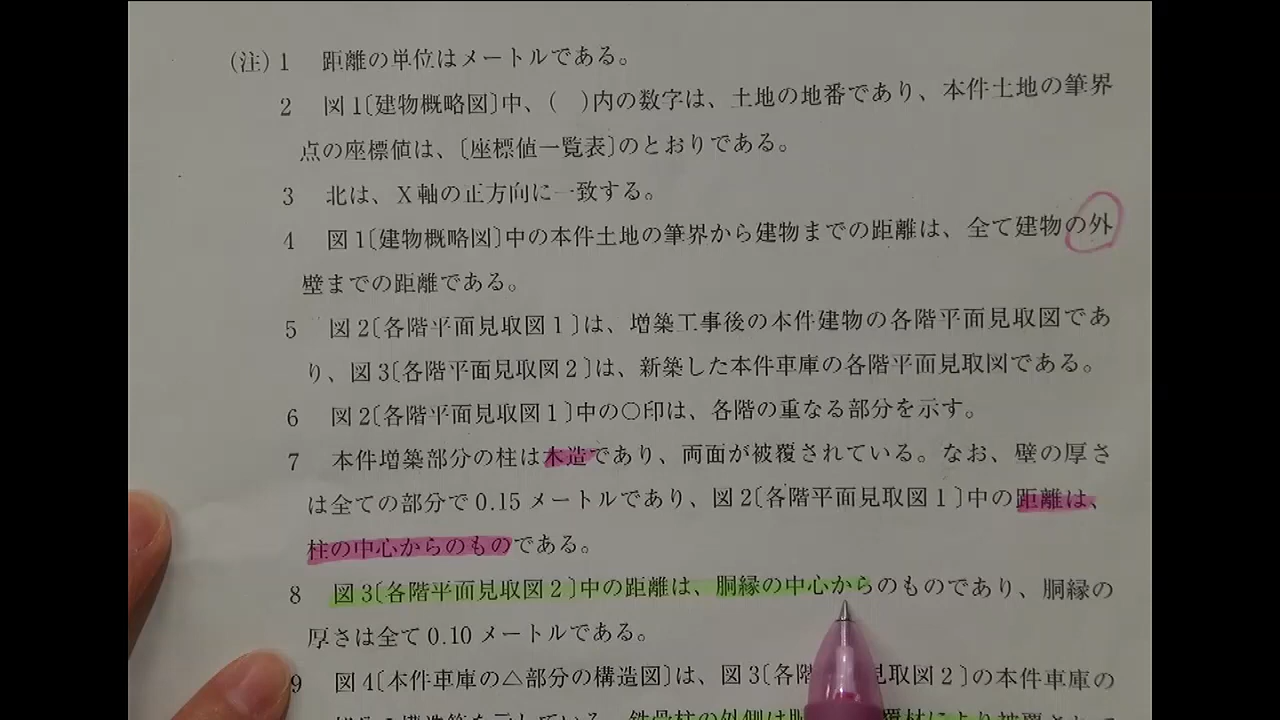 (注) 1 距離の単位はメートルである。
2 図1〔建物概略図〕中、( )内の数字は、土地の地番であり、本件土地の筆界
点の座標値は、〔座標値一覧表〕のとおりである。
3 北は、X軸の正方向に一致する。
4 図1〔建物概略図〕中の本件土地の筆界から建物までの距離は、全て建物の外
壁までの距離である。
5 図2〔各階平面見取図1〕は、増築工事後の本件建物の各階平面見取図であ
り、図3〔各階平面見取図2〕は、新築した本件車庫の各階平面見取図である。
6 図2〔各階平面見取図1〕中の○印は、各階の重なる部分を示す。
7 本件増築部分の柱は木造であり、両面が被覆されている。なお、壁の厚さ
は全ての部分で0.15メートルであり、図2〔各階平面見取図1〕中の距離は、
柱の中心からのものである。
8 図3〔各階平面見取図2〕中の距離は、胴縁の中心からのものであり、胴縁の
厚さは全て0.10メートルである。
9 図4〔本件車庫の△部分の構造図〕は、図3〔各階 見取図2〕の本件車庫の